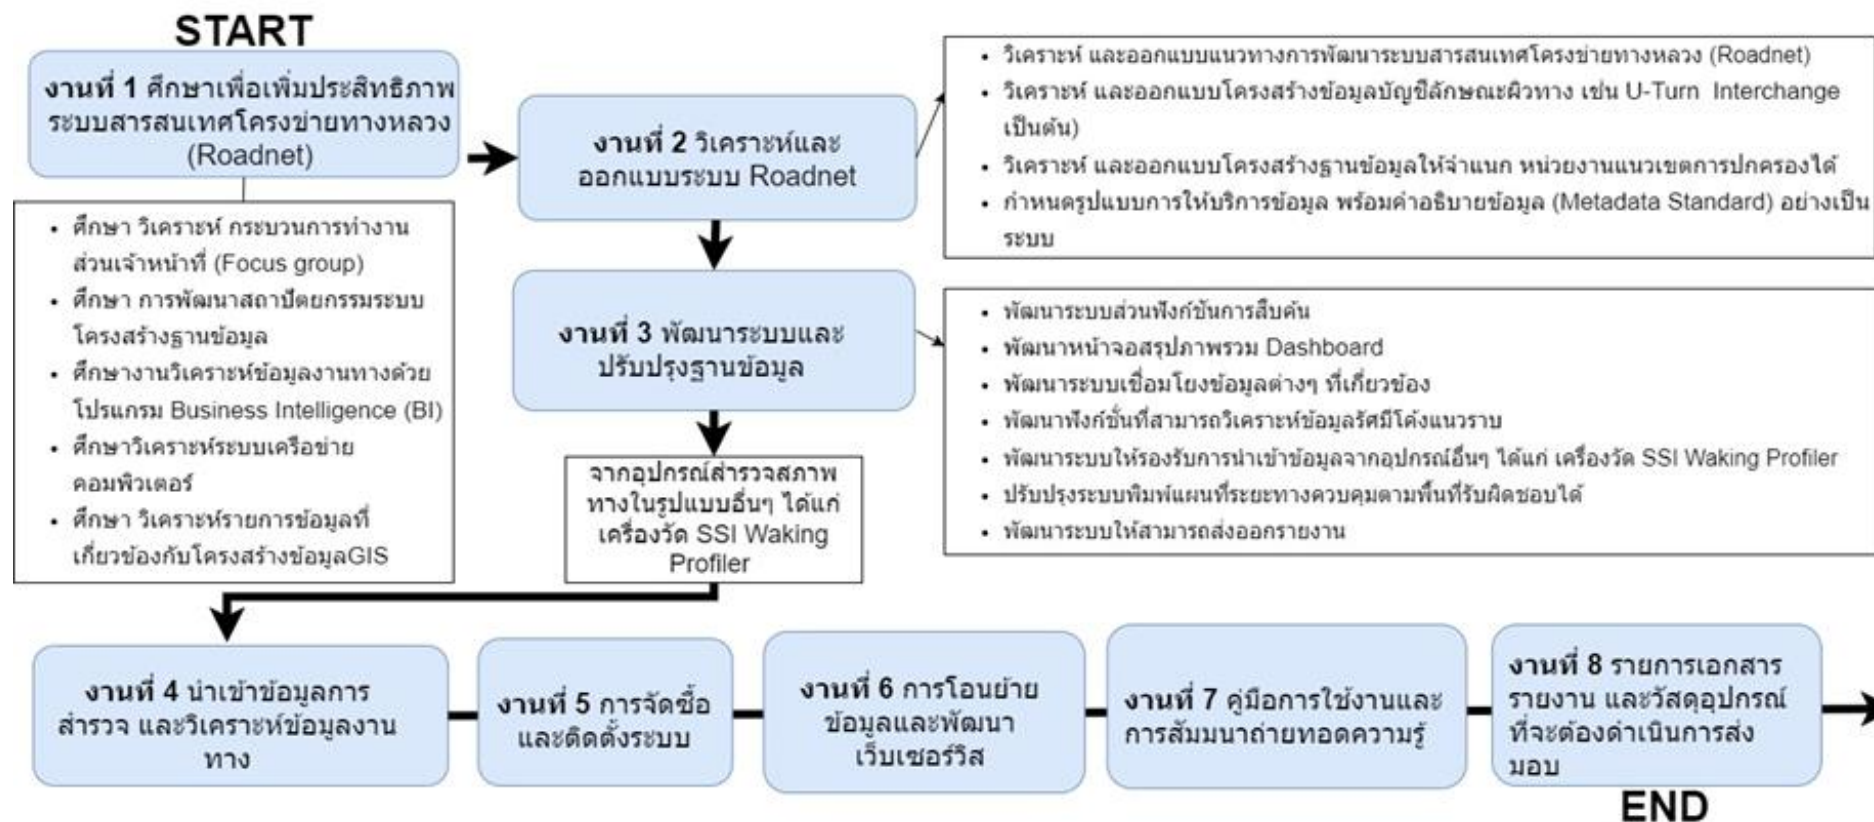 START
งานที่ 1 ศึกษาเพื่อเพิ่มประสิทธิภาพ
ระบบสารสนเทศโครงข่ายทางหลวง
(Roadnet)
• ศึกษา วิเคราะห์ กระบวนการทำงาน
ส่วนเจ้าหน้าที่ (Focus group)
• ศึกษา การพัฒนาสถาปัตยกรรมระบบ
โครงสร้างฐานข้อมูล
• ศึกษางานวิเคราะห์ข้อมูลงานทางด้วย
โปรแกรม Business Intelligence (BI)
• ศึกษาวิเคราะห์ระบบเครือข่าย
คอมพิวเตอร์
• ศึกษา วิเคราะห์รายการข้อมูลที่
เกี่ยวข้องกับโครงสร้างข้อมูลGIS
งานที่ 2 วิเคราะห์และ
ออกแบบระบบ Roadnet
• วิเคราะห์ และออกแบบแนวทางการพัฒนาระบบสารสนเทศโครงข่ายทางหลวง (Roadnet)
• วิเคราะห์ และออกแบบโครงสร้างข้อมูลบัญชีลักษณะผิวทาง เช่น U-Turn Interchange
เป็นต้น)
• วิเคราะห์ และออกแบบโครงสร้างฐานข้อมูลให้จำแนก หน่วยงานแนวเขตการปกครองได้
• กำหนดรูปแบบการให้บริการข้อมูล พร้อมคำอธิบายข้อมูล (Metadata Standard) อย่างเป็น
ระบบ
งานที่ 3 พัฒนาระบบและ
ปรับปรุงฐานข้อมูล
• พัฒนาระบบส่วนฟังก์ชันการสืบค้น
• พัฒนาหน้าจอสรุปภาพรวม Dashboard
• พัฒนาระบบเชื่อมโยงข้อมูลต่างๆ ที่เกี่ยวข้อง
• พัฒนาฟังก์ชั่นที่สามารถวิเคราะห์ข้อมูลรัศมีโค้งแนวราบ
• พัฒนาระบบให้รองรับการนำเข้าข้อมูลจากอุปกรณ์อื่นๆ ได้แก่ เครื่องวัด SSI Waking Profiler
• ปรับปรุงระบบพิมพ์แผนที่ระยะทางควบคุมตามพื้นที่รับผิดชอบได้
• พัฒนาระบบให้สามารถส่งออกรายงาน
จากอุปกรณ์สำรวจสภาพ
ทางในรูปแบบอื่นๆ ได้แก่
เครื่องวัด SSI Waking
Profiler
งานที่ 4 นำเข้าข้อมูลการ
สำรวจ และวิเคราะห์ข้อมูลงาน
ทาง
งานที่ 5 การจัดซื้อ
และติดตั้งระบบ
งานที่ 6 การโอนย้าย
ข้อมูลและพัฒนา
เว็บเซอร์วิส
งานที่ 7 คู่มือการใช้งานและ
การสัมมนาถ่ายทอดความรู้
งานที่ 8 รายการเอกสาร
รายงาน และวัสดุอุปกรณ์
ที่จะต้องดำเนินการส่ง
มอบ
END